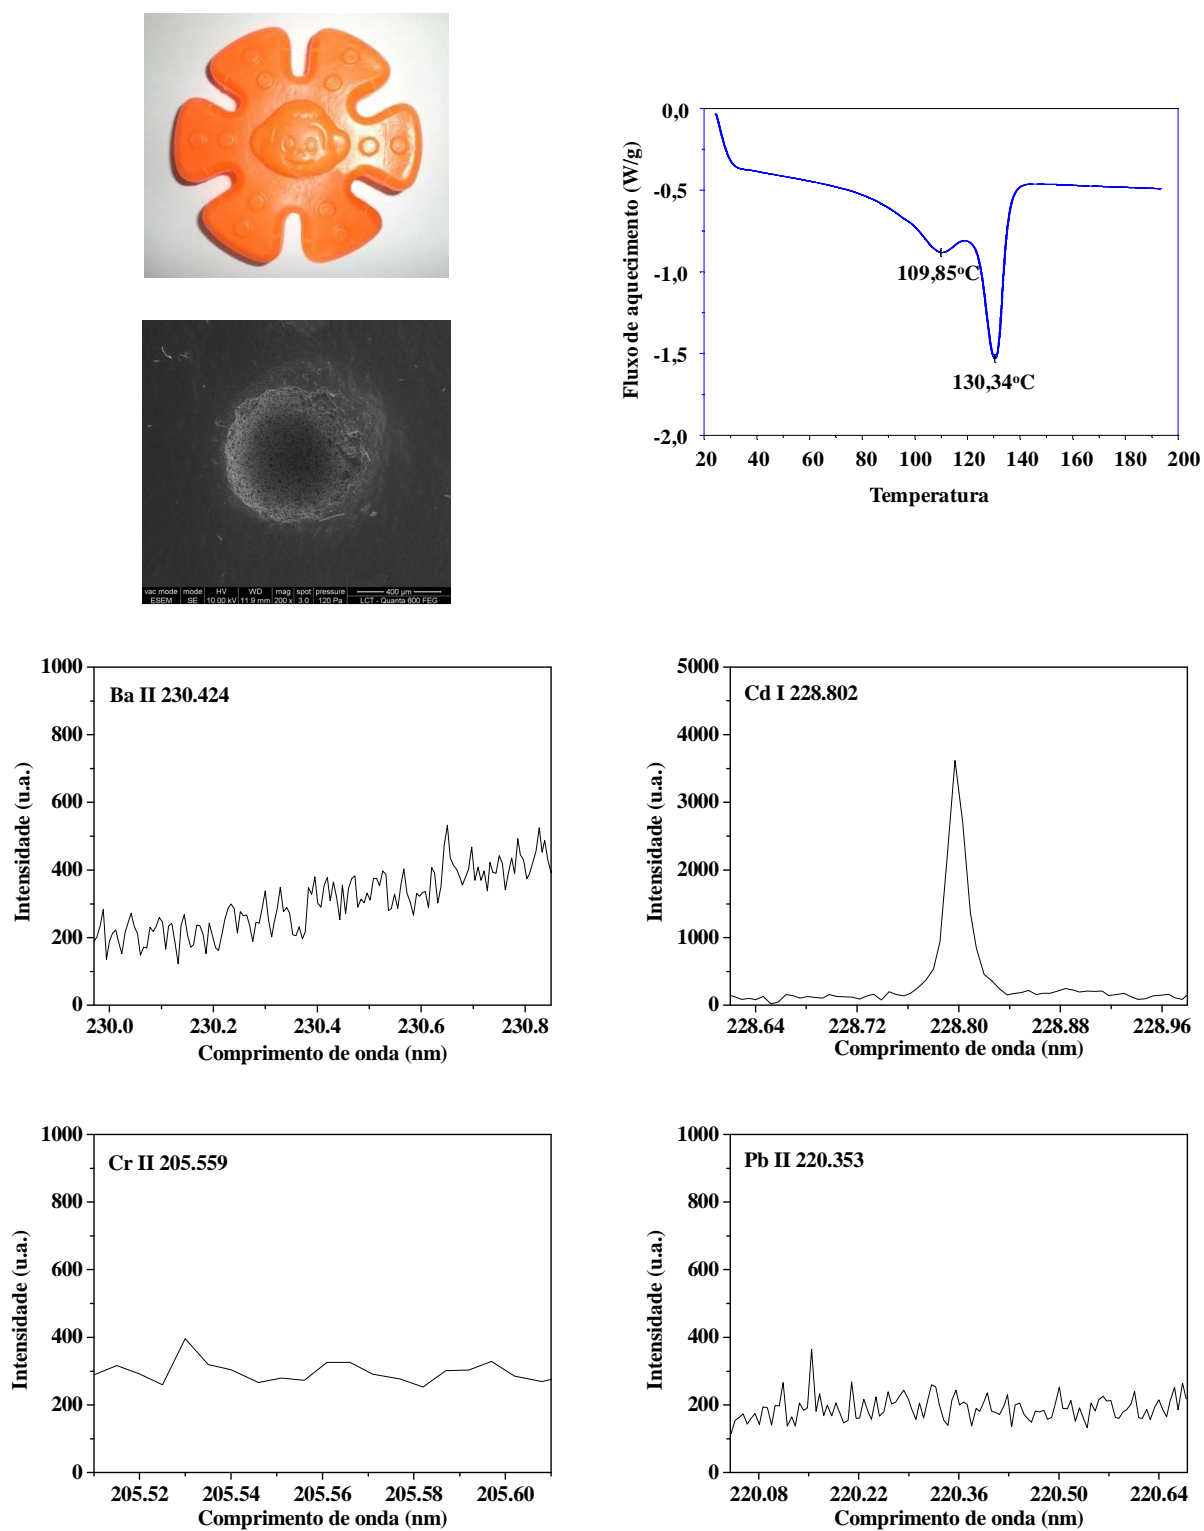 0,0
-0,5
-1,0
-1,5
-2,0
Fluxo de aquecimento (W/g)
109,85°C
130,34°C
20 40 60 80 100 120 140 160 180 200
Temperatura
vac mode mode HV WD mag spot pressure 400 µm
ESEM SE 10.00 kV 11.9 mm 200 x 3.0 120 Pa LCT - Quanta 600 FEG
1000
800
600
400
200
0
Intensidade (u.a.)
Ba II 230.424
230.0 230.2 230.4 230.6 230.8
Comprimento de onda (nm)
5000
4000
3000
2000
1000
0
Intensidade (u.a.)
Cd I 228.802
228.64 228.72 228.80 228.88 228.96
Comprimento de onda (nm)
1000
800
600
400
200
0
Intensidade (u.a.)
Cr II 205.559
205.52 205.54 205.56 205.58 205.60
Comprimento de onda (nm)
1000
800
600
400
200
0
Intensidade (u.a.)
Pb II 220.353
220.08 220.22 220.36 220.50 220.64
Comprimento de onda (nm)